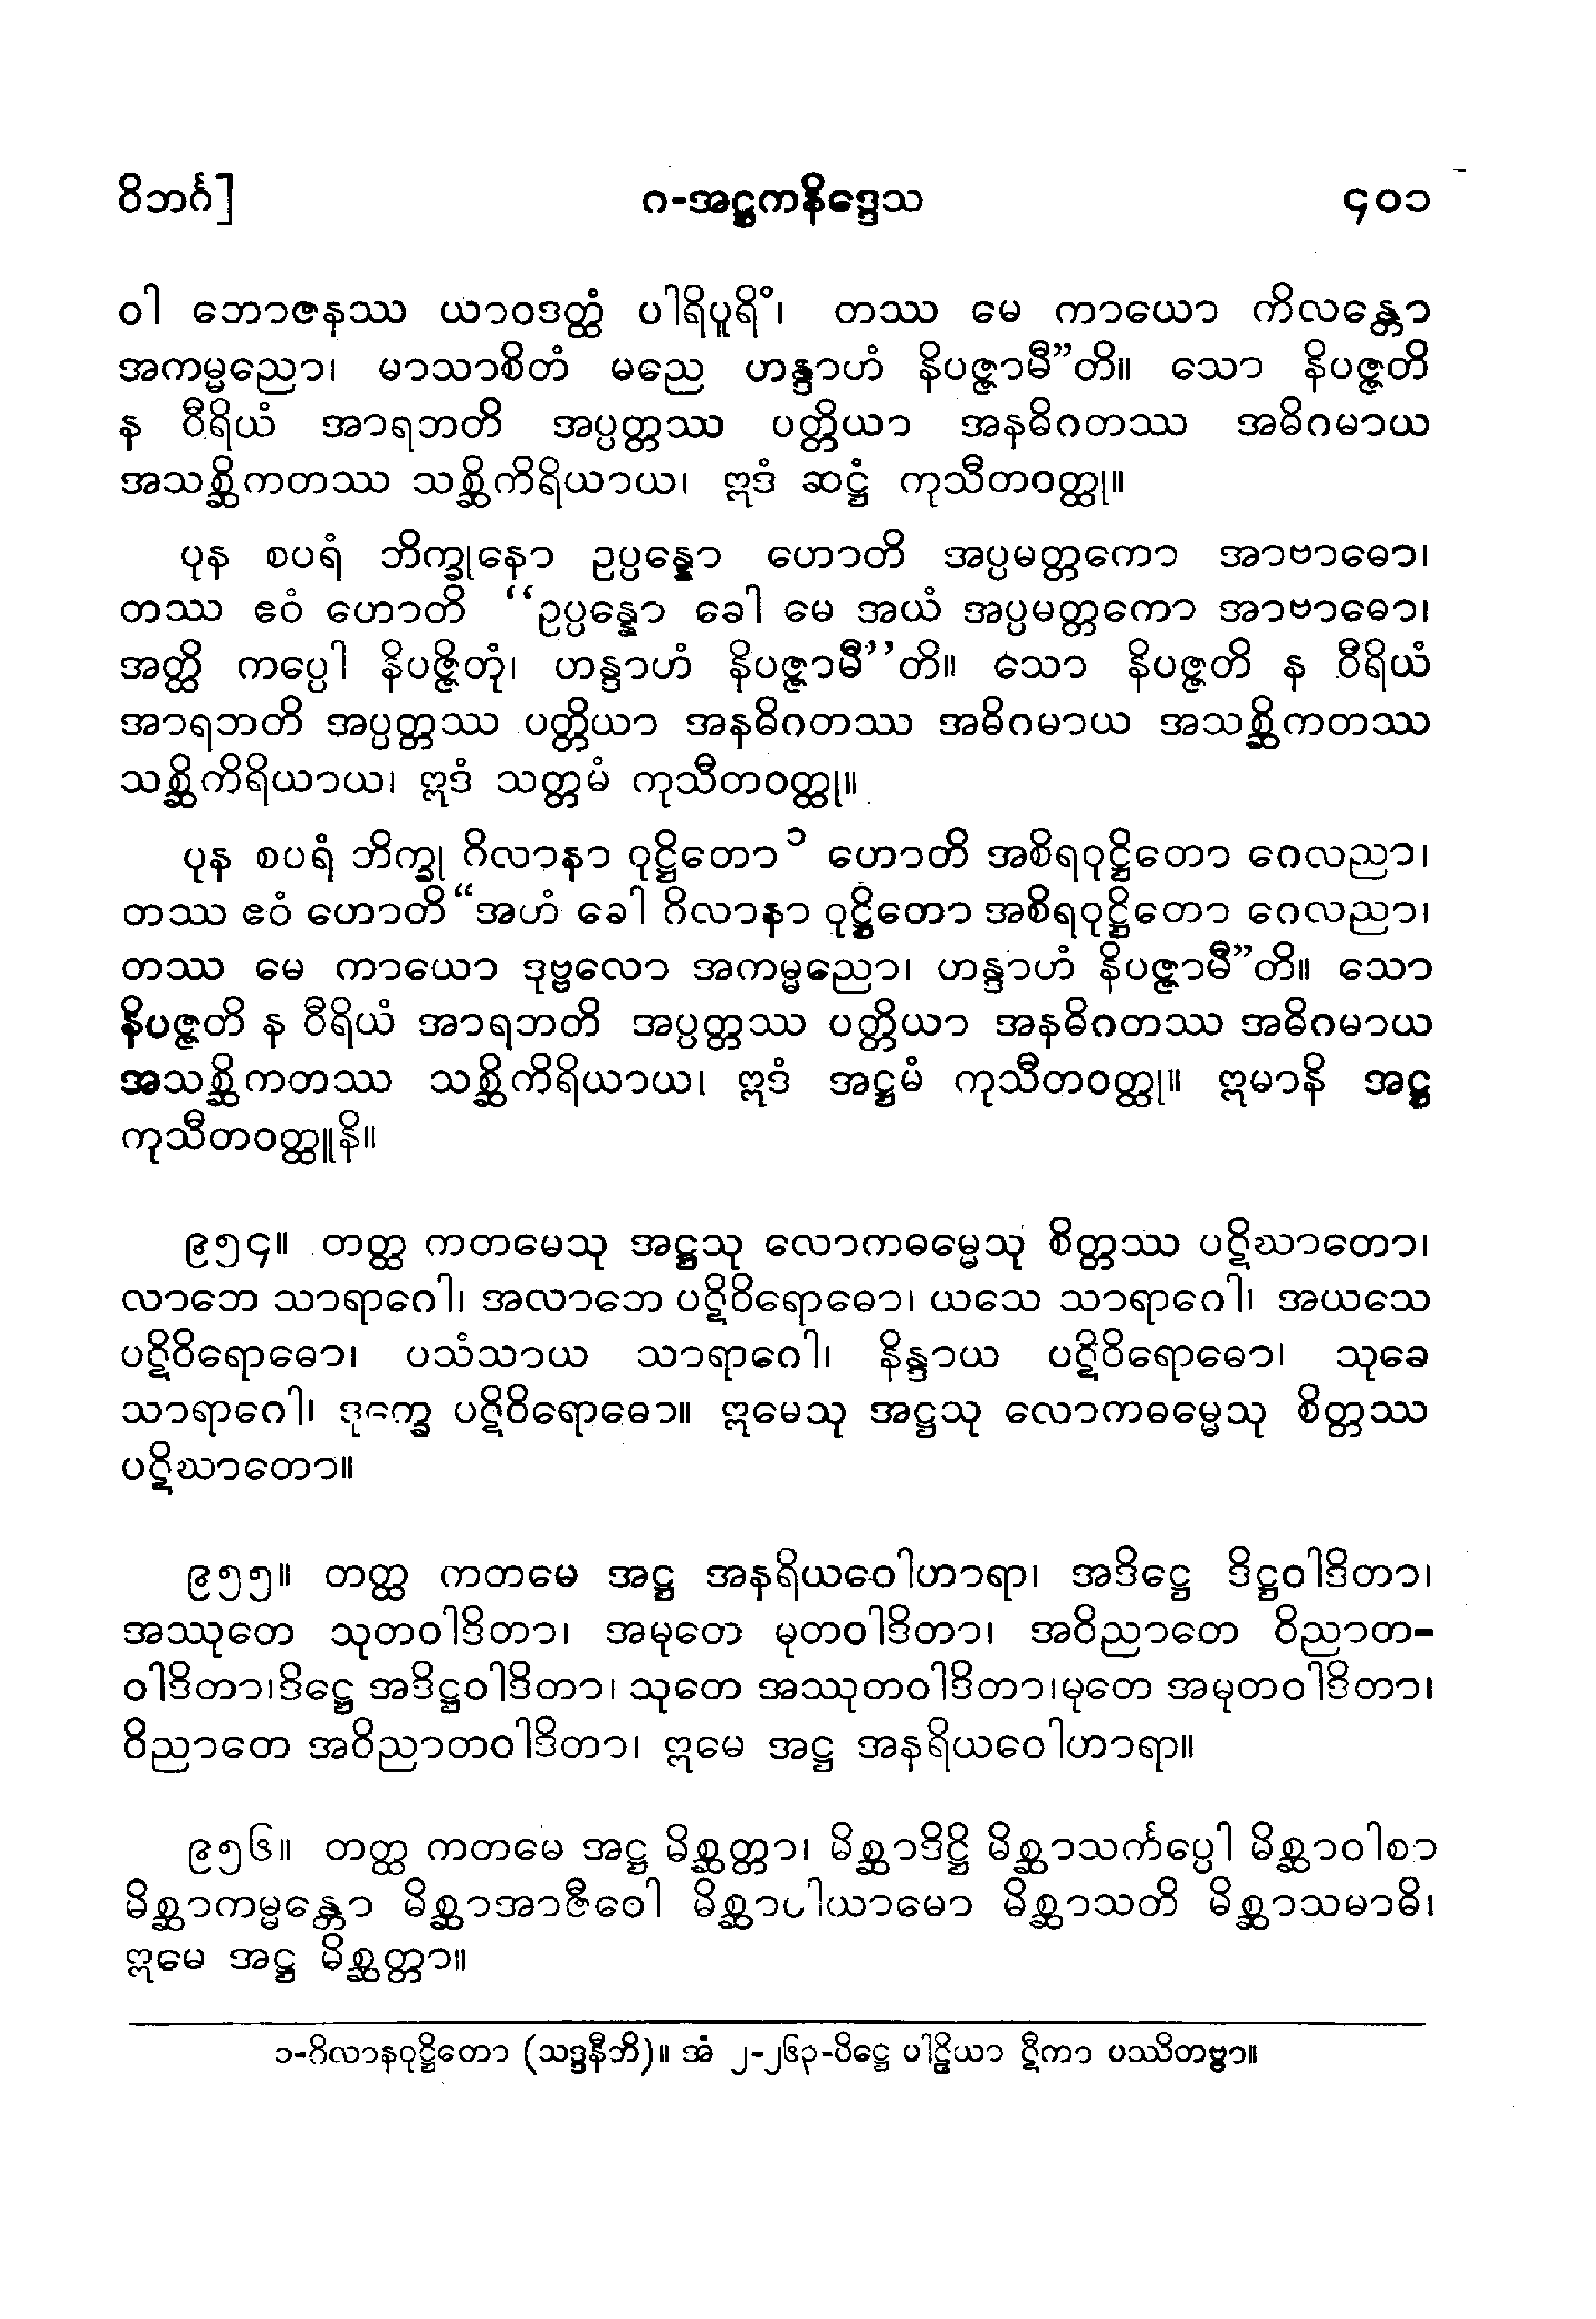 ဝိဘင်္ဂ]
ဂ-အဋ္ဌကနိဒ္ဒေသ
၄၀၁
ဝါ ဘောဇနဿ ယာဝဒတ္ထံ ပါရိပူရိံ၊ တဿ မေ ကာယော ကိလန္တော
အကမ္မညော၊ မာသာစိတံ မညေ ဟန္ဒာဟံ နိပဇ္ဇာမီ”တိ။ သော နိပဇ္ဇတိ
န ဝီရိယံ အာရဘတိ အပ္ပတ္တဿ ပတ္တိယာ အနဓိဂတဿ အဓိဂမာယ
အသစ္ဆိကတဿ သစ္ဆိကိရိယာယ၊ ဣဒံ ဆဋ္ဌံ ကုသီတဝတ္ထု။
ပုန စပရံ ဘိက္ခုနော ဥပ္ပန္နော ဟောတိ အပ္ပမတ္တကော အာဗာဓော၊
တဿ ဧဝံ ဟောတိ “ဥပ္ပန္နော ခေါ မေ အယံ အပ္ပမတ္တကော အာဗာဓော၊
အတ္ထိ ကပ္ပေါ နိပဇ္ဇိတုံ၊ ဟန္ဒာဟံ နိပဇ္ဇာမီ”တိ။ သော နိပဇ္ဇတိ န ဝီရိယံ
အာရဘတိ အပ္ပတ္တဿ ပတ္တိယာ အနဓိဂတဿ အဓိဂမာယ အသစ္ဆိကတဿ
သစ္ဆိကိရိယာယ၊ ဣဒံ သတ္တမံ ကုသီတဝတ္ထု။
ပုန စပရံ ဘိက္ခု ဂိလာနာ ဝုဋ္ဌိတော ၁ ဟောတိ အစိရဝုဋ္ဌိတော ဂေလညာ၊
တဿ ဧဝံ ဟောတိ “အဟံ ခေါ ဂိလာနာ ဝုဋ္ဌိတော အစိရဝုဋ္ဌိတော ဂေလညာ၊
တဿ မေ ကာယော ဒုဗ္ဗလော အကမ္မညော၊ ဟန္ဒာဟံ နိပဇ္ဇာမီ”တိ။ သော
နိပဇ္ဇတိ န ဝီရိယံ အာရဘတိ အပ္ပတ္တဿ ပတ္တိယာ အနဓိဂတဿ အဓိဂမာယ
အသစ္ဆိကတဿ သစ္ဆိကိရိယာယ၊ ဣဒံ အဋ္ဌမံ ကုသီတဝတ္ထု။ ဣမာနိ အဋ္ဌ
ကုသီတဝတ္ထူနိ။
၉၅၄။ တတ္ထ ကတမေသု အဋ္ဌသု လောကဓမ္မေသု စိတ္တဿ ပဋိဃာတော၊
လာဘေ သာရာဂေါ၊ အလာဘေ ပဋိဝိရောဓော၊ ယသေ သာရာဂေါ၊ အယသေ
ပဋိဝိရောဓော၊ ပသံသာယ သာရာဂေါ၊ နိန္ဒာယ ပဋိဝိရောဓော၊ သုခေ
သာရာဂေါ၊ ဒုက္ခေ ပဋိဝိရောဓော။ ဣမေသု အဋ္ဌသု လောကဓမ္မေသု စိတ္တဿ
ပဋိဃာတော။
၉၅၅။ တတ္ထ ကတမေ အဋ္ဌ အနရိယဝေါဟာရာ၊ အဒိဋ္ဌေ ဒိဋ္ဌဝါဒိတာ၊
အဿုတေ သုတဝါဒိတာ၊ အမုတေ မုတဝါဒိတာ၊ အဝိညာတေ ဝိညာတ-
ဝါဒိတာ၊ဒိဋ္ဌေ အဒိဋ္ဌဝါဒိတာ၊ သုတေ အဿုတဝါဒိတာ၊မုတေ အမုတဝါဒိတာ၊
ဝိညာတေ အဝိညာတဝါဒိတာ၊ ဣမေ အဋ္ဌ အနရိယဝေါဟာရာ။
၉၅၆။ တတ္ထ ကတမေ အဋ္ဌ မိစ္ဆတ္တာ၊ မိစ္ဆာဒိဋ္ဌိ မိစ္ဆာသင်္ကပ္ပေါ မိစ္ဆာဝါစာ
မိစ္ဆာကမ္မန္တော မိစ္ဆာအာဇီဝေါ မိစ္ဆာဝါယာမော မိစ္ဆာသတိ မိစ္ဆာသမာဓိ၊
ဣမေ အဋ္ဌ မိစ္ဆတ္တာ။
၁-ဂိလာနဝုဋ္ဌိတော (သဒ္ဒနီတိ)။ အံ ၂-၂၆၃-ပိဋ္ဌေ ပါဠိယာ ဋီကာ ပဿိတဗ္ဗာ။